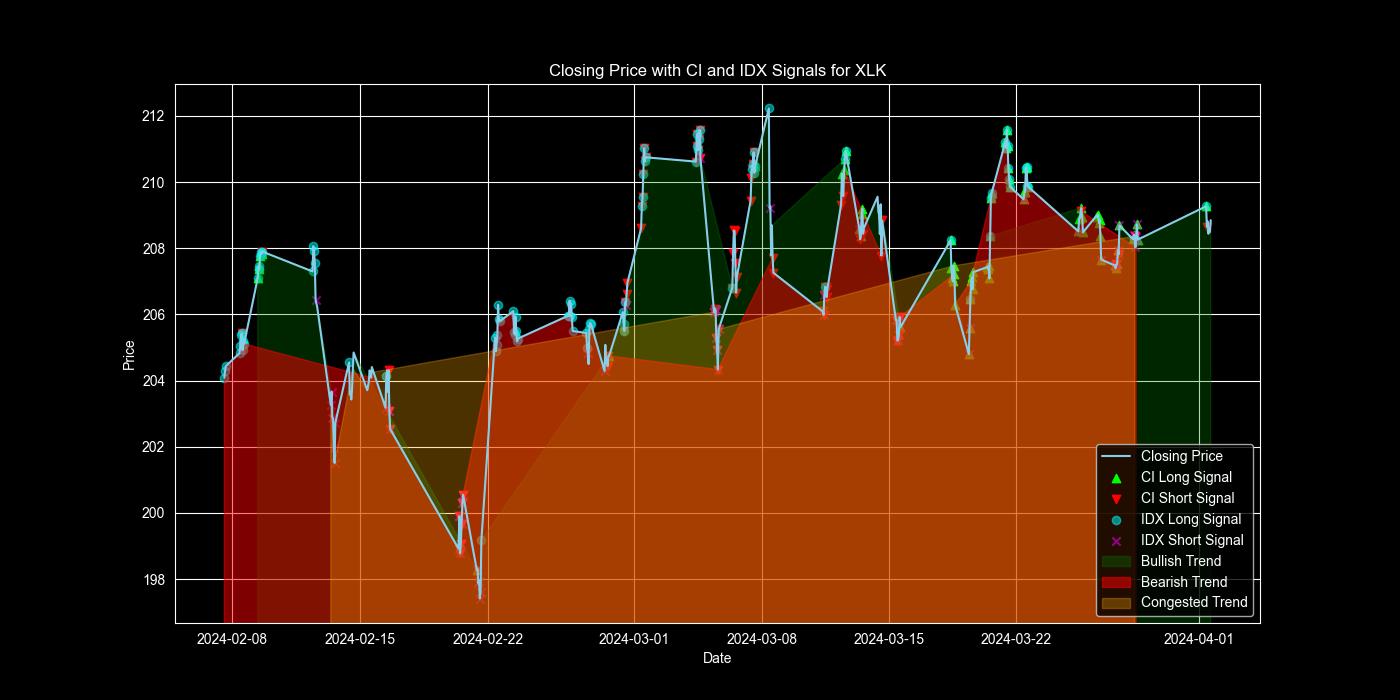 Closing Price with CI and IDX Signals for XLK
Price
212
210
208
206
204
202
200
198
2024-02-08
2024-02-15
2024-02-22
2024-03-01
2024-03-08
2024-03-15
2024-03-22
2024-04-01
Date
Closing Price
CI Long Signal
CI Short Signal
IDX Long Signal
IDX Short Signal
Bullish Trend
Bearish Trend
Congested Trend